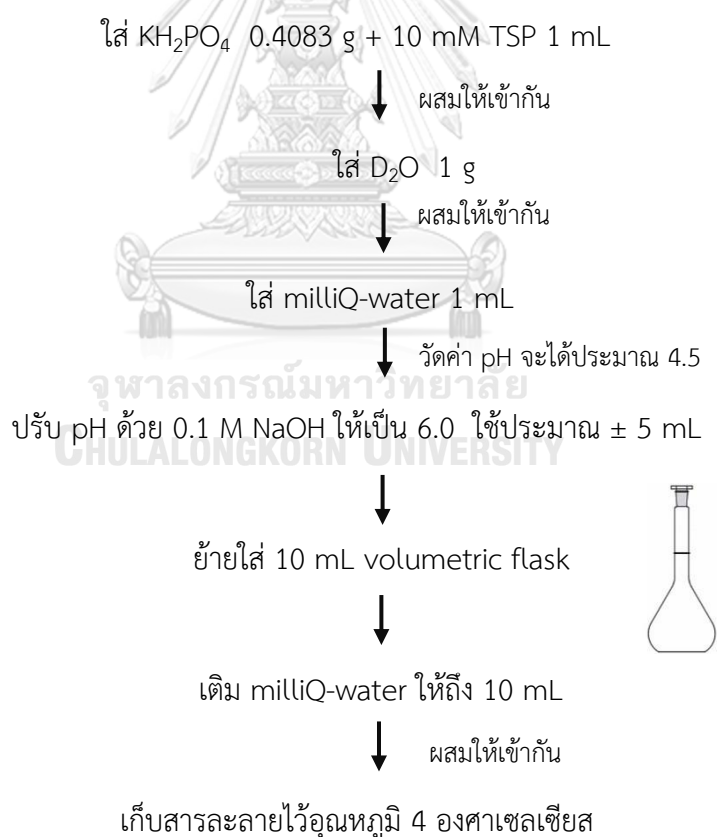 ใส่ KH₂PO₄ 0.4083 g + 10 mM TSP 1 mL
ผสมให้เข้ากัน
ใส่ D₂O 1 g
ผสมให้เข้ากัน
ใส่ milliQ-water 1 mL
วัดค่า pH จะได้ประมาณ 4.5
จุฬาลงกรณ์มหาวิทยาลัย
ปรับ pH ด้วย 0.1 M NaOH ให้เป็น 6.0 ใช้ประมาณ ± 5 mL
CHULALONGKORN UNIVERSITY
ย้ายใส่ 10 mL volumetric flask
เติม milliQ-water ให้ถึง 10 mL
ผสมให้เข้ากัน
เก็บสารละลายไว้อุณหภูมิ 4 องศาเซลเซียส